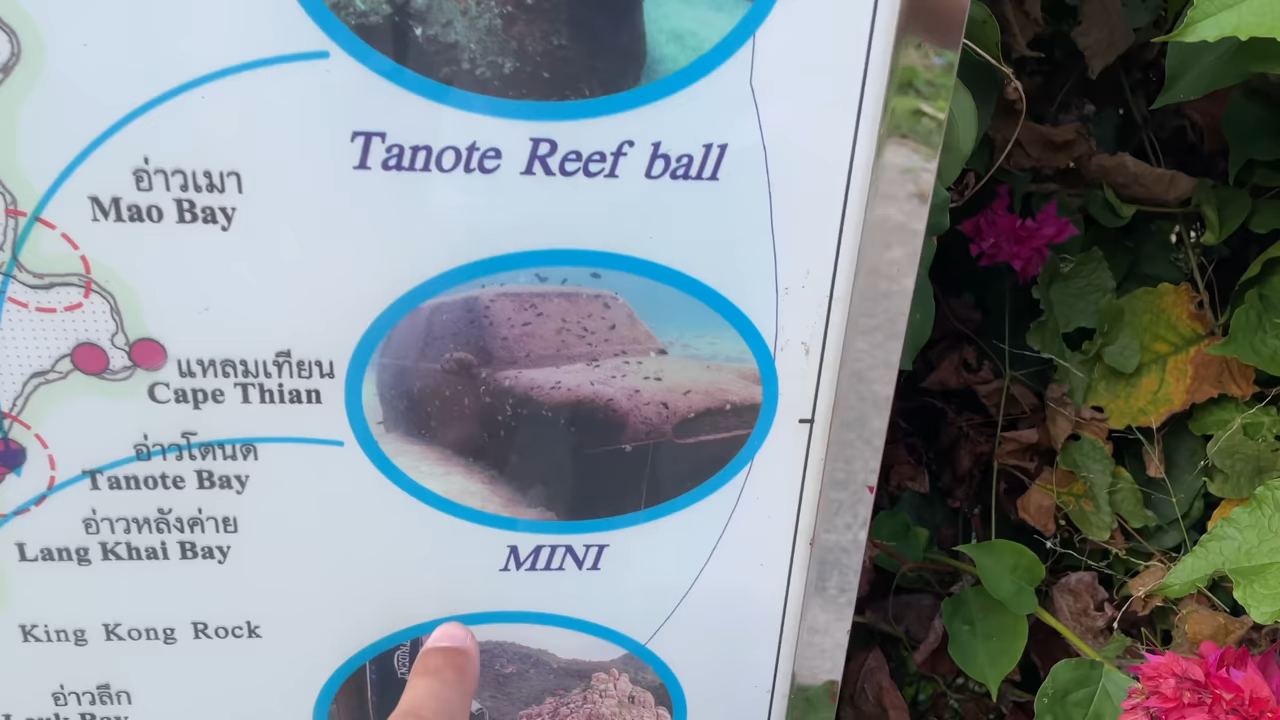 Tanote Reef ball
อ่าวเมา
Mao Bay
แหลมเทียน
Cape Thian
อ่าวโตนด
Tanote Bay
MINI
อ่าวหลังค่าย
Lang Khai Bay
King Kong Rock
อ่าวลึก
Bay